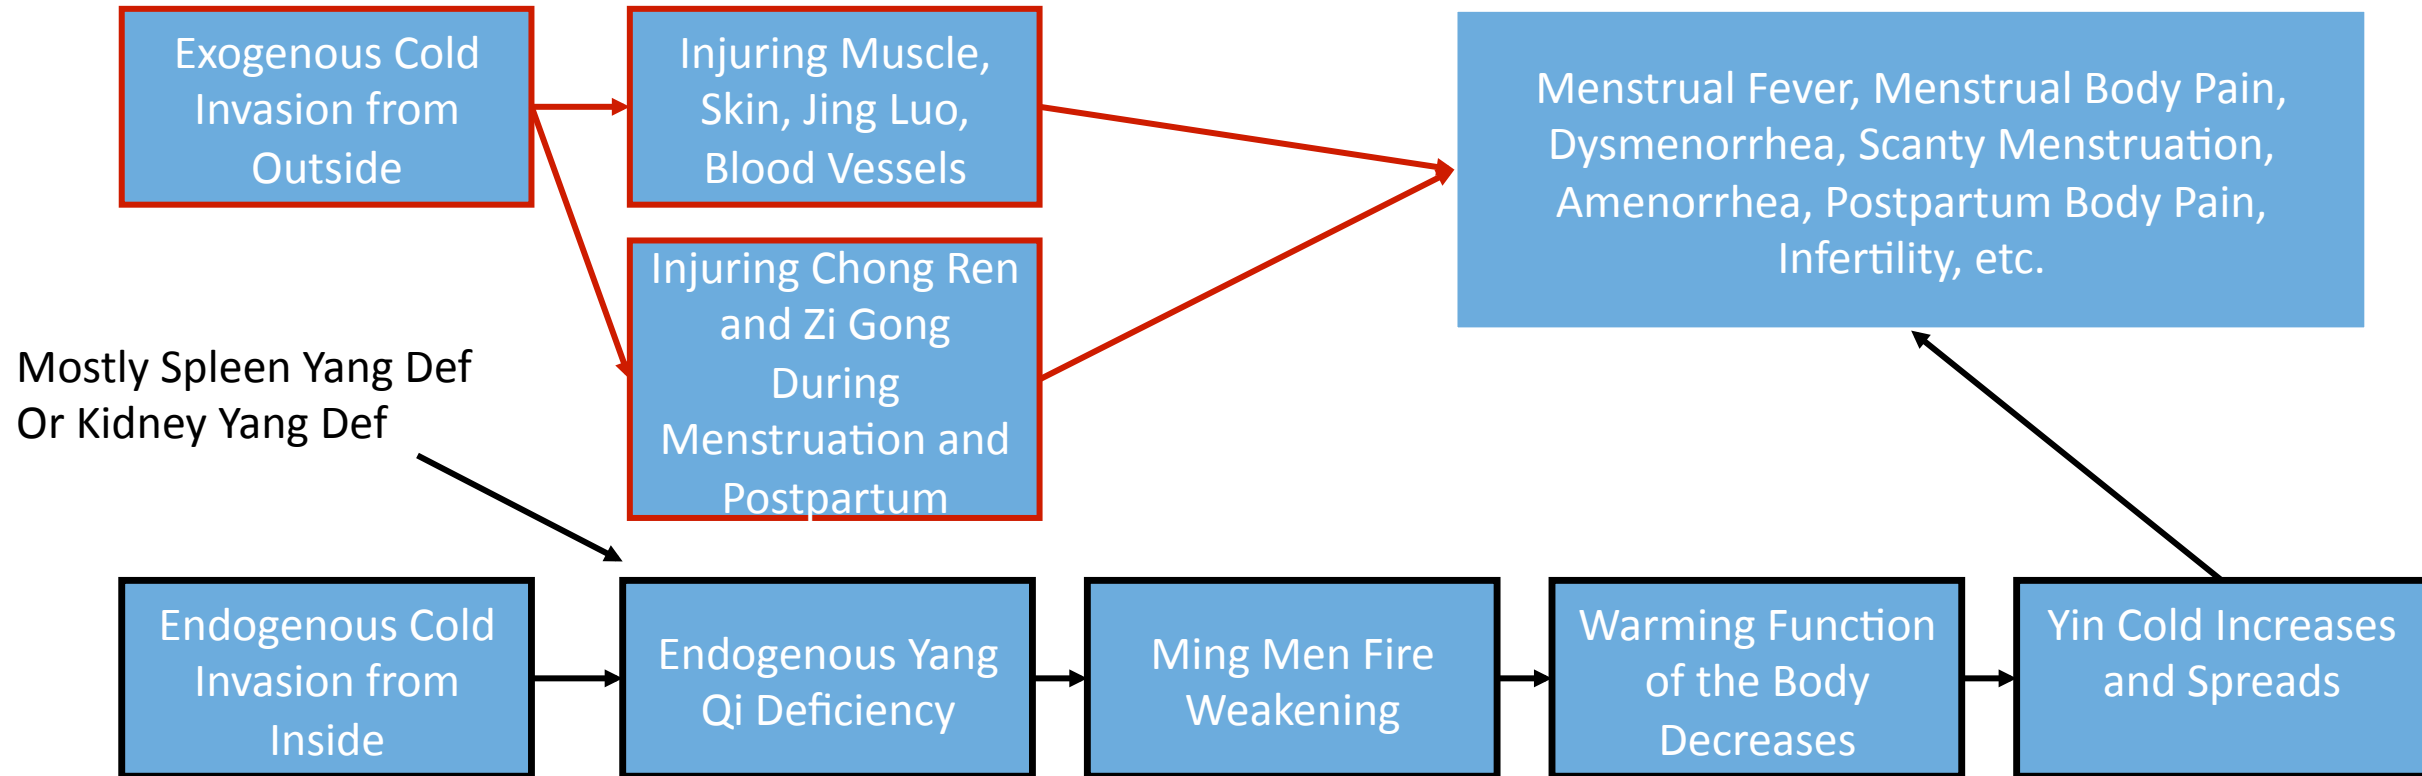 Exogenous Cold
Invasion from
Outside
Injuring Muscle,
Skin, Jing Luo,
Blood Vessels
Menstrual Fever, Menstrual Body Pain,
Dysmenorrhea, Scanty Menstruation,
Amenorrhea, Postpartum Body Pain,
Infertility, etc.
Injuring Chong Ren
and Zi Gong
During
Menstruation and
Postpartum
Mostly Spleen Yang Def
Or Kidney Yang Def
Endogenous Cold
Invasion from
Inside
Endogenous Yang
Qi Deficiency
Ming Men Fire
Weakening
Warming Function
of the Body
Decreases
Yin Cold Increases
and Spreads